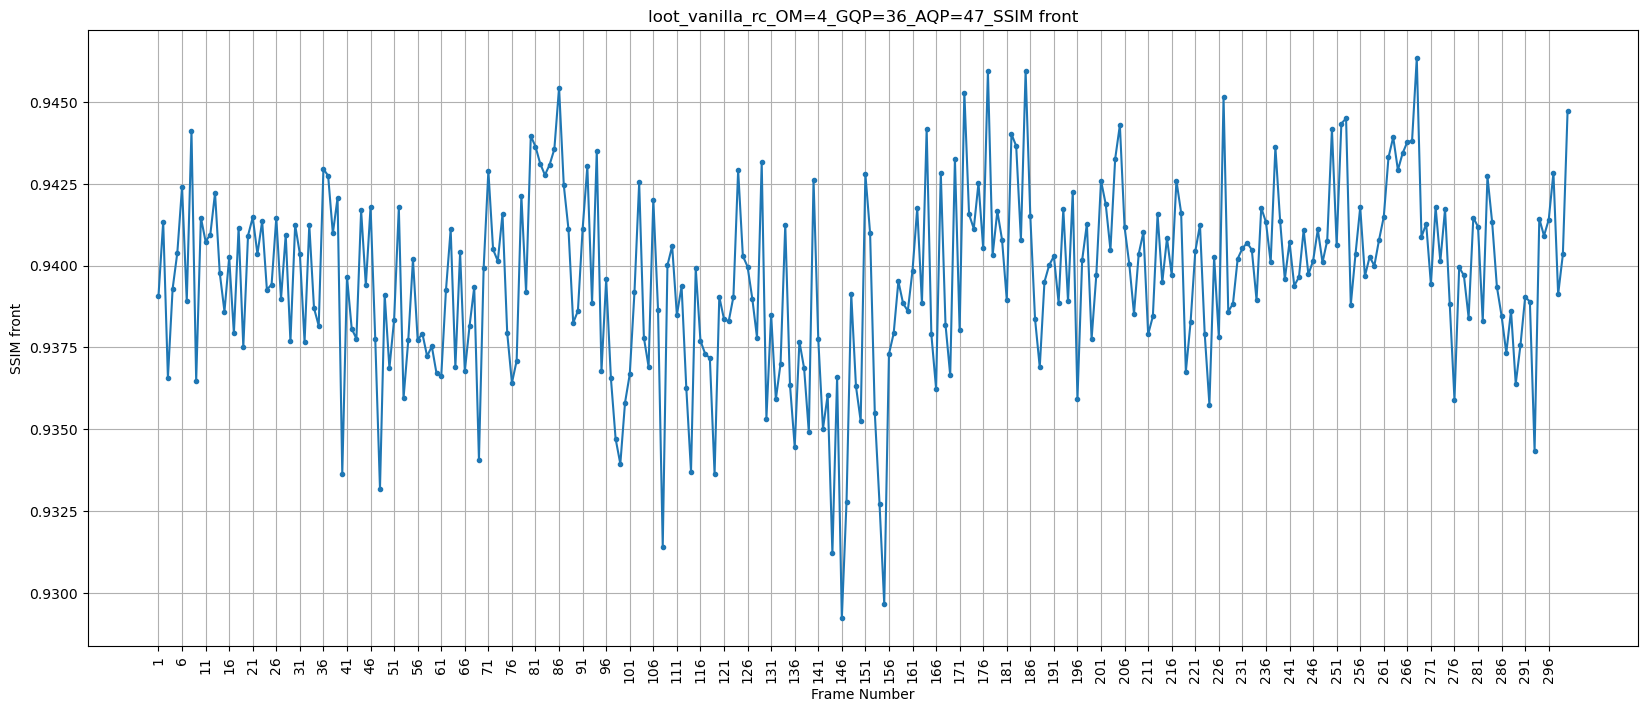 loot_vanilla_rc_OM=4_GQP=36_AQP=47_SSIM front
SSIM front
0.9450
0.9425
0.9400
0.9375
0.9350
0.9325
0.9300
1 6 11 16 21 26 31 36 41 46 51 56 61 66 71 76 81 86 91 96 101 106 111 116 121 126 131 136 141 146 151 156 161 166 171 176 181 186 191 196 201 206 211 216 221 226 231 236 241 246 251 256 261 266 271 276 281 286 291 296
Frame Number